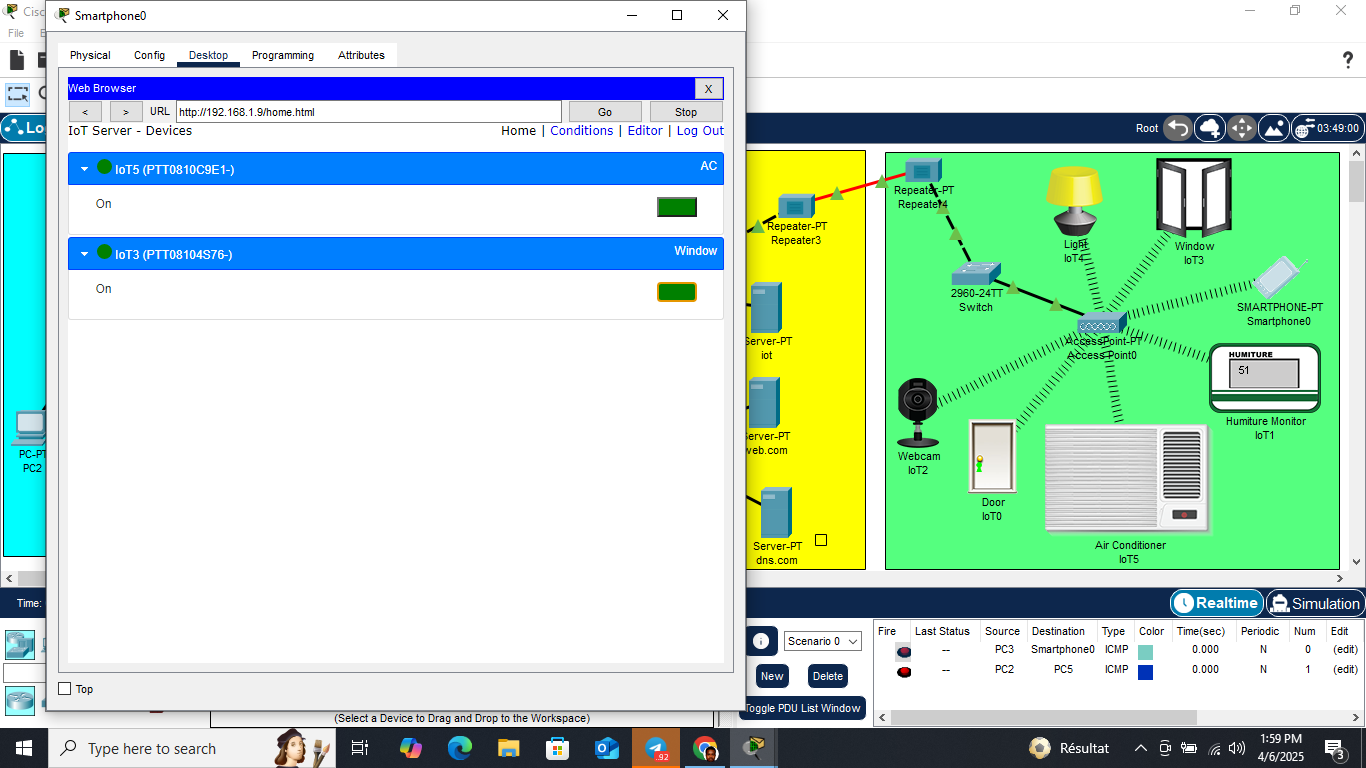 Cisc
Smartphone0
File
E
Physical
Config
Desktop
Programming
Attributes
Web Browser
X
<
>
URL
http://192.168.1.9/home.html
Go
Stop
IoT Server - Devices
Home | Conditions | Editor | Log Out
IoT5 (PTT0810C9E1-)
AC
On
IoT3 (PTT08104S76-)
Window
On
Top
Lo
Root
03:49:00
PC-PT
PC2
Repeater-PT
Repeater4
Repeater-PT
Repeater3
2960-24TT
Switch
Light
IoT4
Window
IoT3
SMARTPHONE-PT
Smartphone0
AccessPoint-PT
Access Point0
HUMITURE
51
Humiture Monitor
IoT1
Webcam
IoT2
Door
IoT0
Air Conditioner
IoT5
Server-PT
iot
Server-PT
web.com
Server-PT
dns.com
Time:
Realtime
Simulation
Scenario 0
New
Delete
Toggle PDU List Window
Fire Last Status Source Destination Type Color Time(sec) Periodic Num Edit
-- PC3 Smartphone0 ICMP 0.000 N 0 (edit)
-- PC2 PC5 ICMP 0.000 N 1 (edit)
(Select a Device to Drag and Drop to the Workspace)
Type here to search
.92
Résultat
1:59 PM
4/6/2025
3